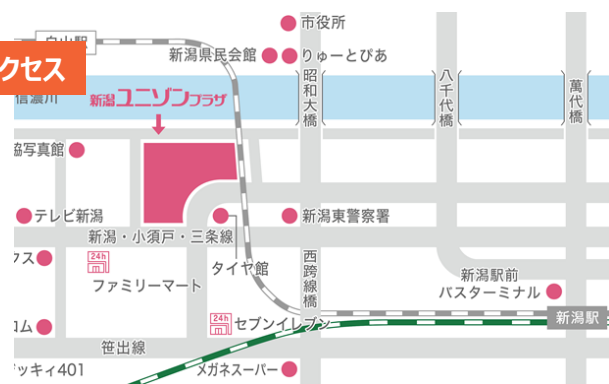 市役所
白山駅
新潟県民会館
りゅーとぴあ
クセス
信濃川
新潟ユニゾンプラザ
昭和大橋
八千代橋
萬代橋
協写真館
テレビ新潟
新潟東警察署
新潟・小須戸・三条線
クス
24h
ファミリーマート
タイヤ館
西跨線橋
新潟駅前
バスターミナル
新潟駅
コム
24h
セブンイレブン
笹出線
ッキィ401
メガネスーパー